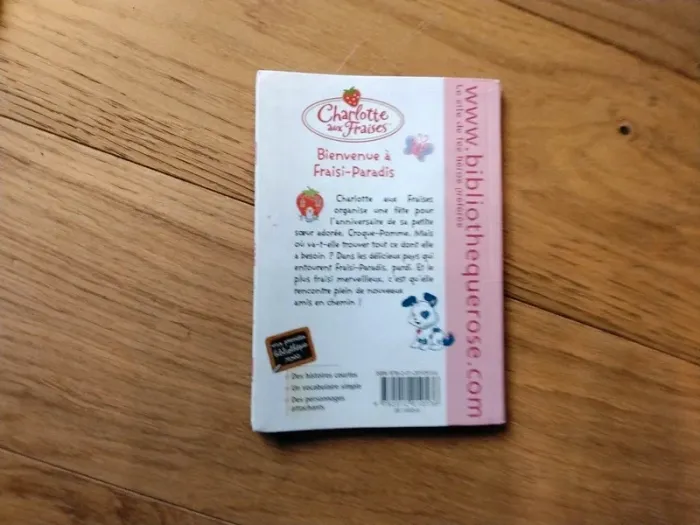 Charlotte
aux Fraises
Bienvenue à
Fraisi-Paradis
Charlotte aux Fraises
organise une fête pour
l'anniversaire de sa petite
sœur adorée, Croque-Pomme. Mais
où va-t-elle trouver tout ce dont elle
a besoin ? Dans les délicieux pays qui
entourent Fraisi-Paradis, pardi. Et le
plus fraisi merveilleux, c'est qu'elle
rencontre plein de nouveaux
amis en chemin !
bibliothèque
rose
Des histoires courtes
Un vocabulaire simple
Des personnages
attachants
www.bibliothequerose.com
Le site de tes héros préférés